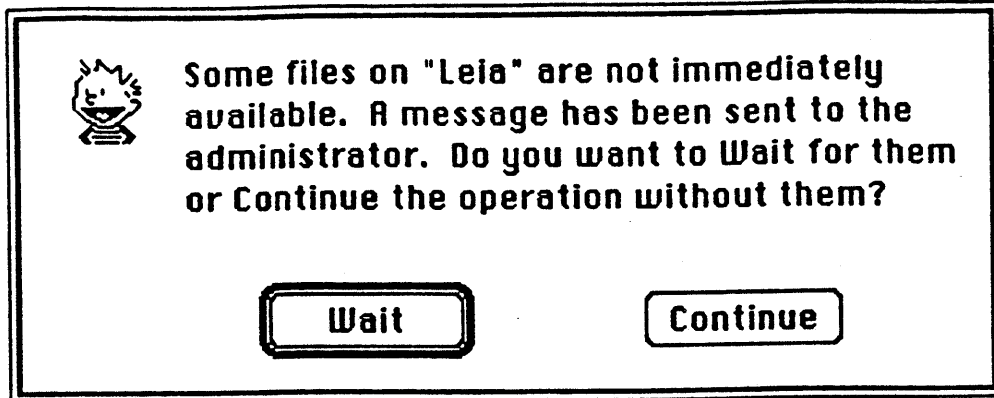 Some files on "Leia" are not immediately
available. A message has been sent to the
administrator. Do you want to Wait for them
or Continue the operation without them?
Wait
Continue